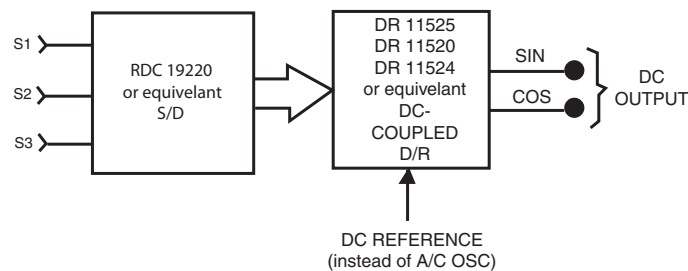 S1
S2
S3
RDC 19220
or equivelant
S/D
DR 11525
DR 11520
DR 11524
or equivelant
DC-
COUPLED
D/R
SIN
COS
DC
OUTPUT
DC REFERENCE
(instead of A/C OSC)